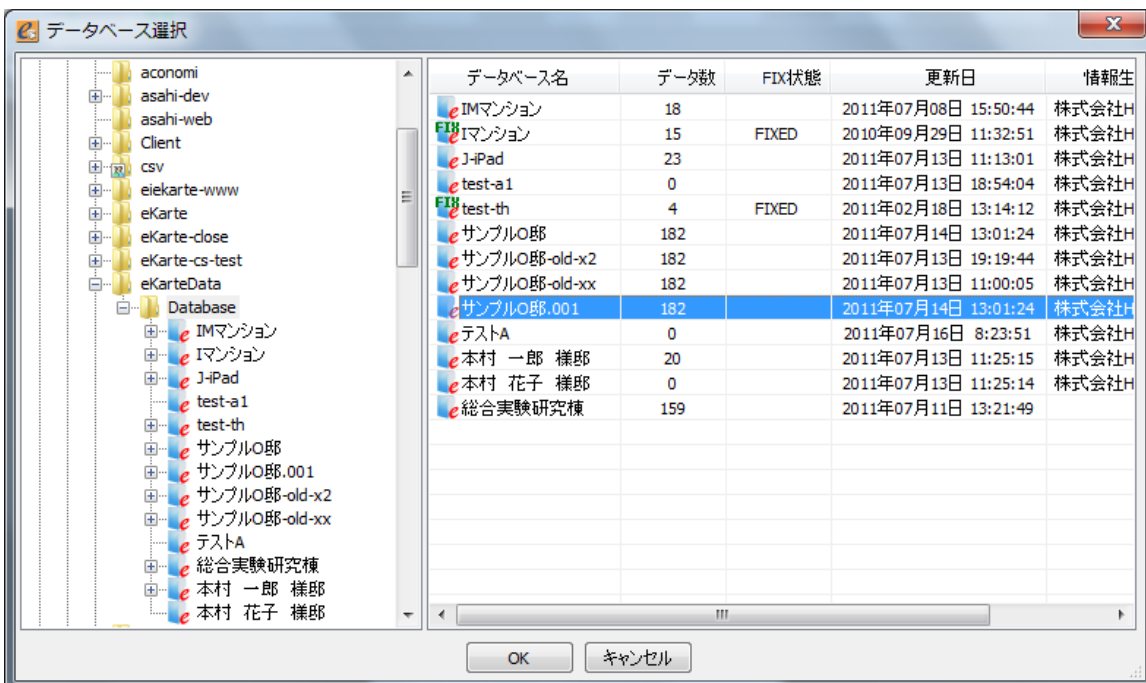 データベース選択
aconomi
asahi-dev
asahi-web
Client
csv
eiekarte-www
eKarte
eKarte-close
eKarte-cs-test
eKarteData
Database
IMマンション
Iマンション
J-iPad
test-a1
test-th
サンプルO邸
サンプルO邸.001
サンプルO邸-old-x2
サンプルO邸-old-xx
テストA
総合実験研究棟
本村 一郎 様邸
本村 花子 様邸
データベース名 データ数 FIX状態 更新日 情報生
IMマンション 18 2011年07月08日 15:50:44 株式会社H
FIX Iマンション 15 FIXED 2010年09月29日 11:32:51 株式会社H
J-iPad 23 2011年07月13日 11:13:01 株式会社H
test-a1 0 2011年07月13日 18:54:04 株式会社H
FIX test-th 4 FIXED 2011年02月18日 13:14:12 株式会社H
サンプルO邸 182 2011年07月14日 13:01:24 株式会社H
サンプルO邸-old-x2 182 2011年07月13日 19:19:44 株式会社H
サンプルO邸-old-xx 182 2011年07月13日 11:00:05 株式会社H
サンプルO邸.001 182 2011年07月14日 13:01:24 株式会社H
テストA 0 2011年07月16日 8:23:51 株式会社H
本村 一郎 様邸 20 2011年07月13日 11:25:15 株式会社H
本村 花子 様邸 0 2011年07月13日 11:25:14 株式会社H
総合実験研究棟 159 2011年07月11日 13:21:49
OK キャンセル